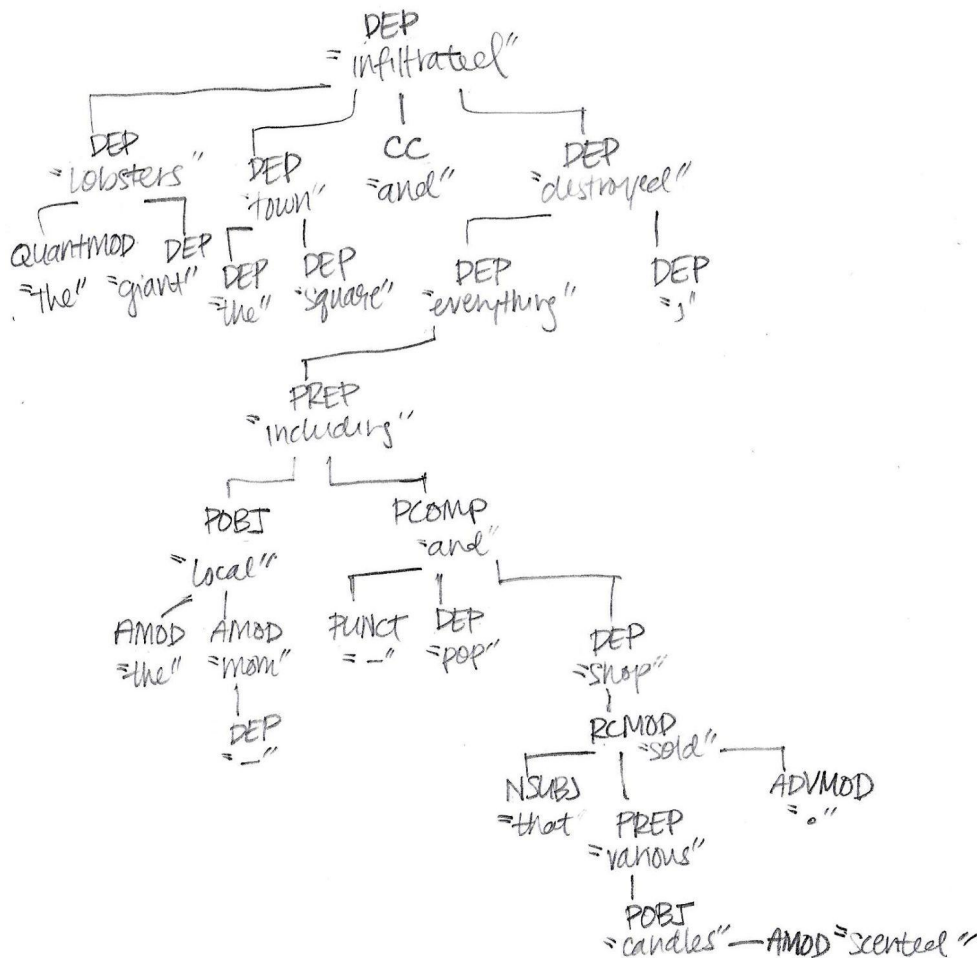 DEP
="infiltrated"
DEP DEP CC DEP
="lobsters" ="town" ="and" ="destroyed"
QUANTMOD DEP DEP DEP DEP DEP
="the" ="giant" ="the" ="square" ="everything" =","
PREP
="including"
POBJ PCOMP
="local" ="and"
AMOD AMOD PUNCT DEP DEP
="the" ="mom" ="-" ="pop" ="shop"
DEP RCMOD
="-" ="sold"
NSUBJ PREP ADVMOD
="that" ="various" ="."
POBJ
="candles" AMOD ="scented"